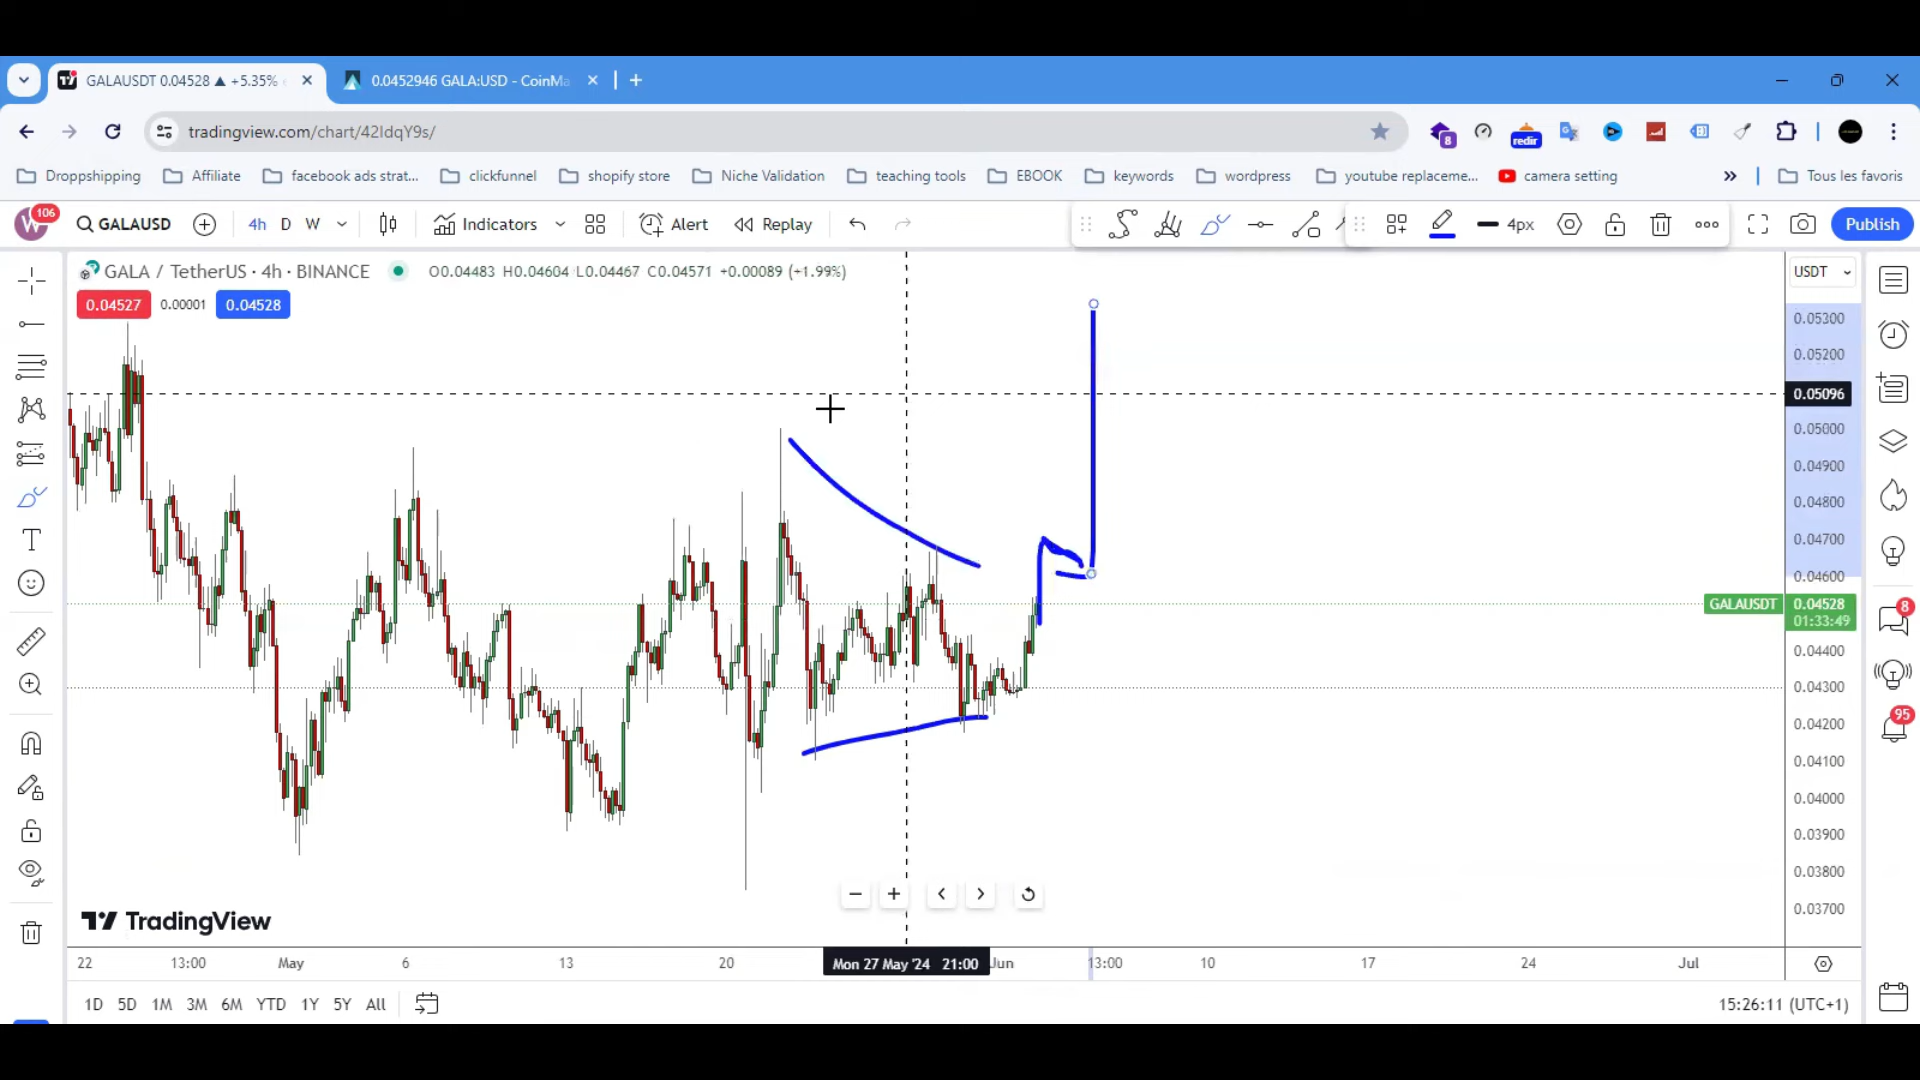 GALAUSDT 0.04528 ▲ +5.35%
0.0452946 GALA:USD - CoinMa
tradingview.com/chart/42IdqY9s/
8
redir
Droppshipping
Affiliate
facebook ads strat...
clickfunnel
shopify store
Niche Validation
teaching tools
EBOOK
keywords
wordpress
youtube replaceme...
camera setting
»
Tous les favoris
W
106
GALAUSD
4h D W
Indicators
Alert
Replay
4px
Publish
GALA / TetherUS · 4h · BINANCE
O0.04483 H0.04604 L0.04467 C0.04571 +0.00089 (+1.99%)
USDT
0.04527 0.00001 0.04528
0.05300
0.05200
0.05096
0.05000
0.04900
0.04800
0.04700
0.04600
GALAUSDT 0.04528
01:33:49
0.04400
0.04300
0.04200
0.04100
0.04000
0.03900
0.03800
0.03700
8
95
TradingView
22 13:00 May 6 13 20 Mon 27 May '24 21:00 Jun 13:00 10 17 24 Jul
1D 5D 1M 3M 6M YTD 1Y 5Y All
15:26:11 (UTC+1)